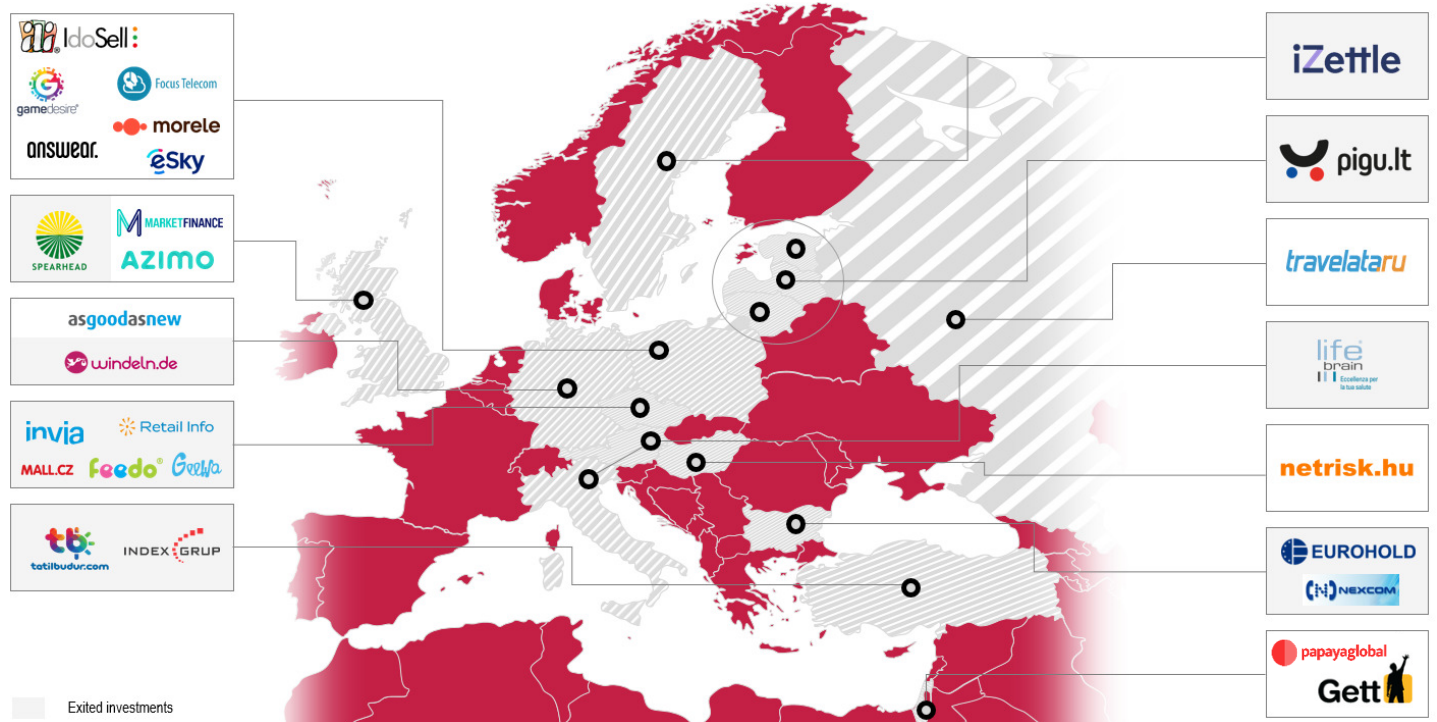 IdoSell
gamedesire
Focus Telecom
morele
answear.
eSky
SPEARHEAD
MARKETFINANCE
AZIMO
asgoodasnew
windeln.de
invia
Retail Info
MALL.CZ
feedo
Geewa
tb
tatilbudur.com
INDEX GRUP
Exited investments
iZettle
pigu.lt
travelataru
life
brain
Eccellenza per
la tua salute
netrisk.hu
EUROHOLD
NEXCOM
papayaglobal
Gett